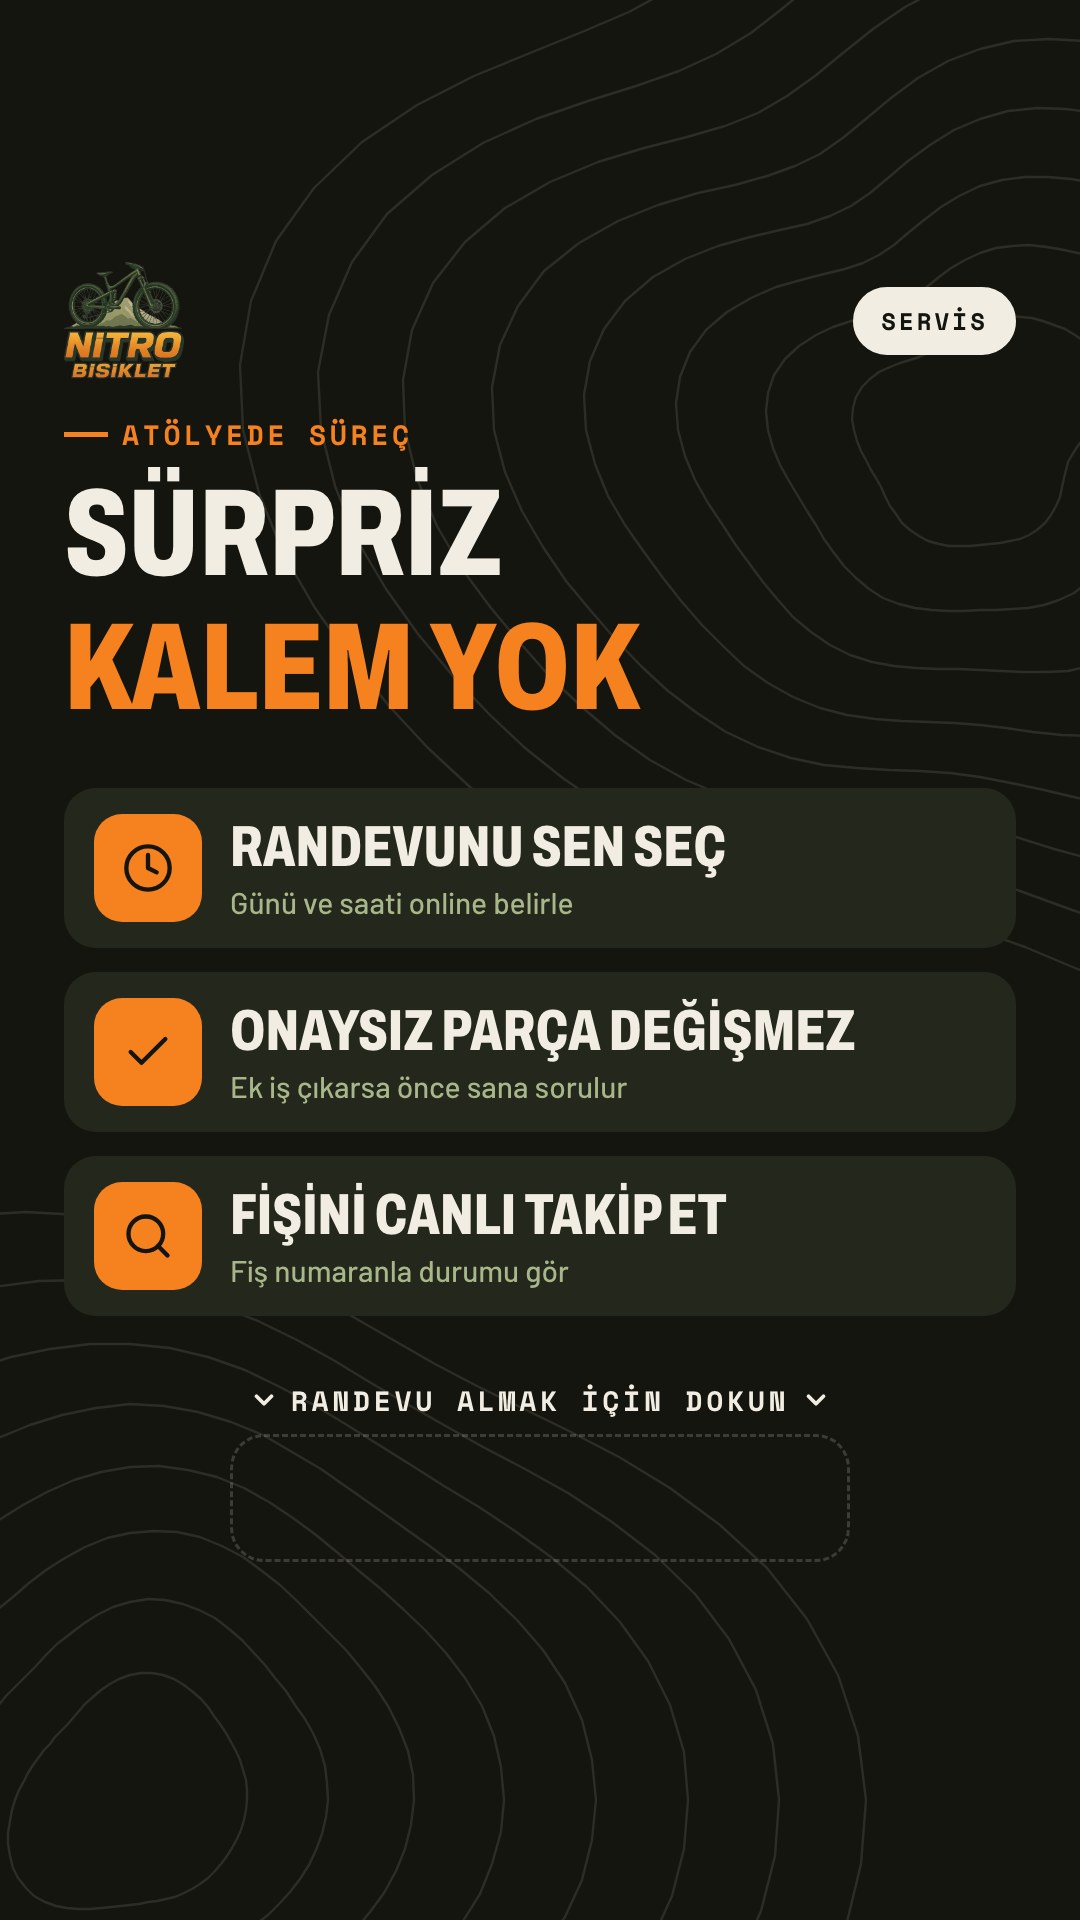 NiTRO
BiSiKLET
SERVİS
ATÖLYEDE SÜREÇ
SÜRPRİZ
KALEM YOK
RANDEVUNU SEN SEÇ
Günü ve saati online belirle
ONAYSIZ PARÇA DEĞİŞMEZ
Ek iş çıkarsa önce sana sorulur
FİŞİNİ CANLI TAKİP ET
Fiş numaranla durumu gör
RANDEVU ALMAK İÇİN DOKUN